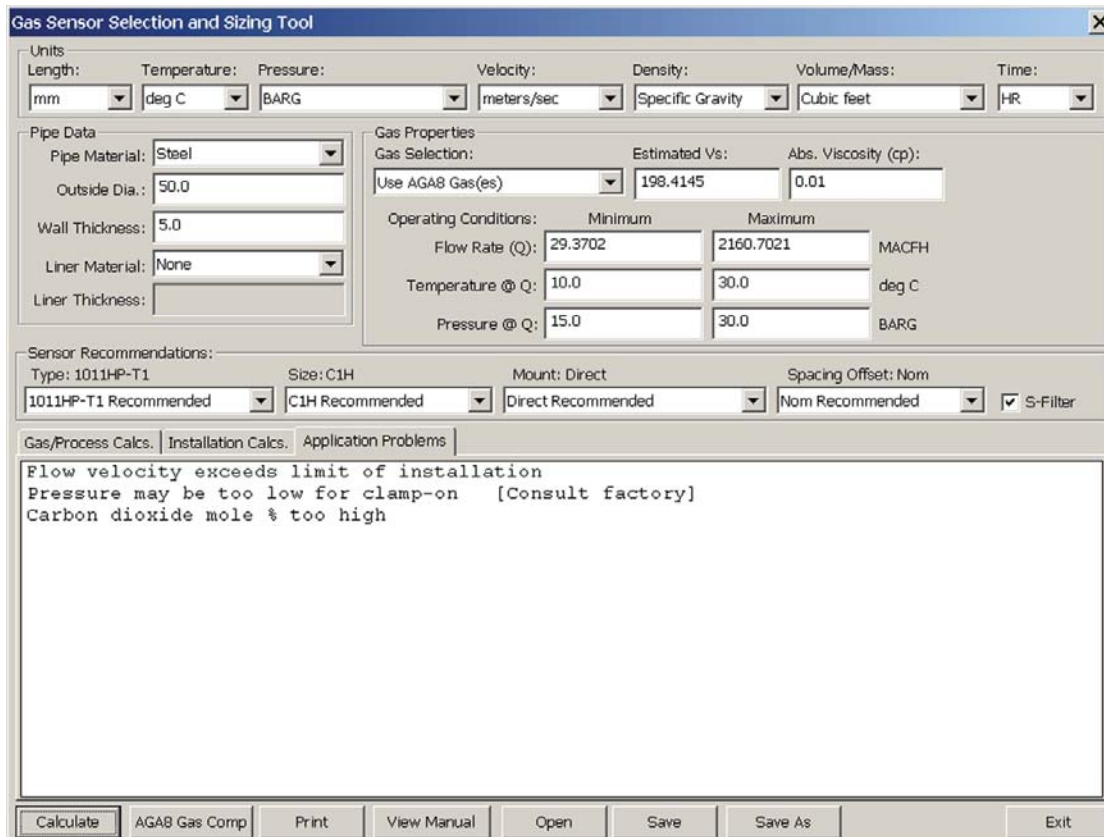 Gas Sensor Selection and Sizing Tool
Units
Length: Temperature: Pressure: Velocity: Density: Volume/Mass: Time:
mm deg C BARG meters/sec Specific Gravity Cubic feet HR
Pipe Data
Pipe Material: Steel
Outside Dia.: 50.0
Wall Thickness: 5.0
Liner Material: None
Liner Thickness:
Gas Properties
Gas Selection: Estimated Vs: Abs. Viscosity (cp):
Use AGA8 Gas(es) 198.4145 0.01
Operating Conditions: Minimum Maximum
Flow Rate (Q): 29.3702 2160.7021 MACFH
Temperature @ Q: 10.0 30.0 deg C
Pressure @ Q: 15.0 30.0 BARG
Sensor Recommendations:
Type: 1011HP-T1 Size: C1H Mount: Direct Spacing Offset: Nom
1011HP-T1 Recommended C1H Recommended Direct Recommended Nom Recommended S-Filter
Gas/Process Calcs. Installation Calcs. Application Problems
Flow velocity exceeds limit of installation
Pressure may be too low for clamp-on [Consult factory]
Carbon dioxide mole % too high
Calculate AGA8 Gas Comp Print View Manual Open Save Save As Exit